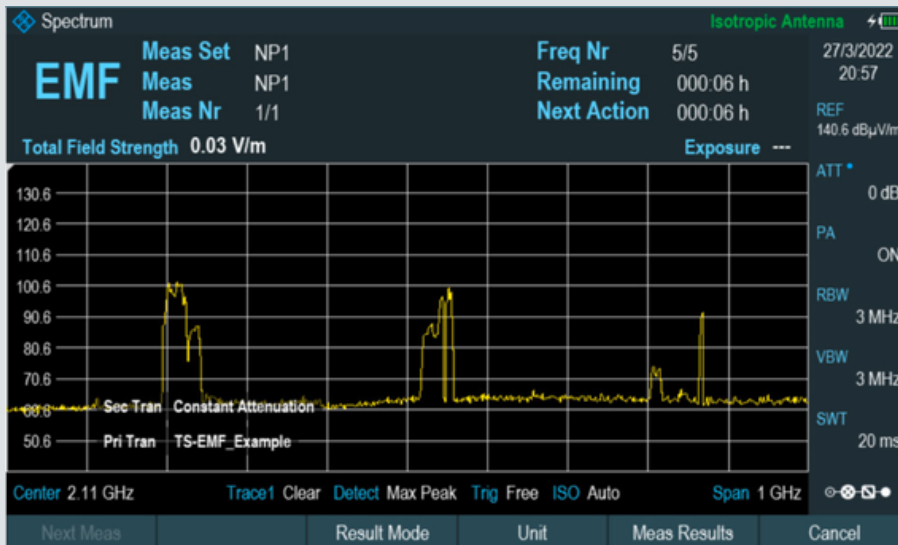 Spectrum
Isotropic Antenna
EMF
Meas Set NP1
Meas NP1
Meas Nr 1/1
Freq Nr 5/5
Remaining 000:06 h
Next Action 000:06 h
27/3/2022
20:57
Total Field Strength 0.03 V/m
Exposure ---
REF
140.6 dBµV/m
ATT
0 dB
PA
ON
RBW
3 MHz
VBW
3 MHz
SWT
20 ms
130.6
120.6
110.6
100.6
90.6
80.6
70.6
60.6
50.6
Sec Tran Constant Attenuation
Pri Tran TS-EMF_Example
Center 2.11 GHz Trace1 Clear Detect Max Peak Trig Free ISO Auto Span 1 GHz
Next Meas Result Mode Unit Meas Results Cancel